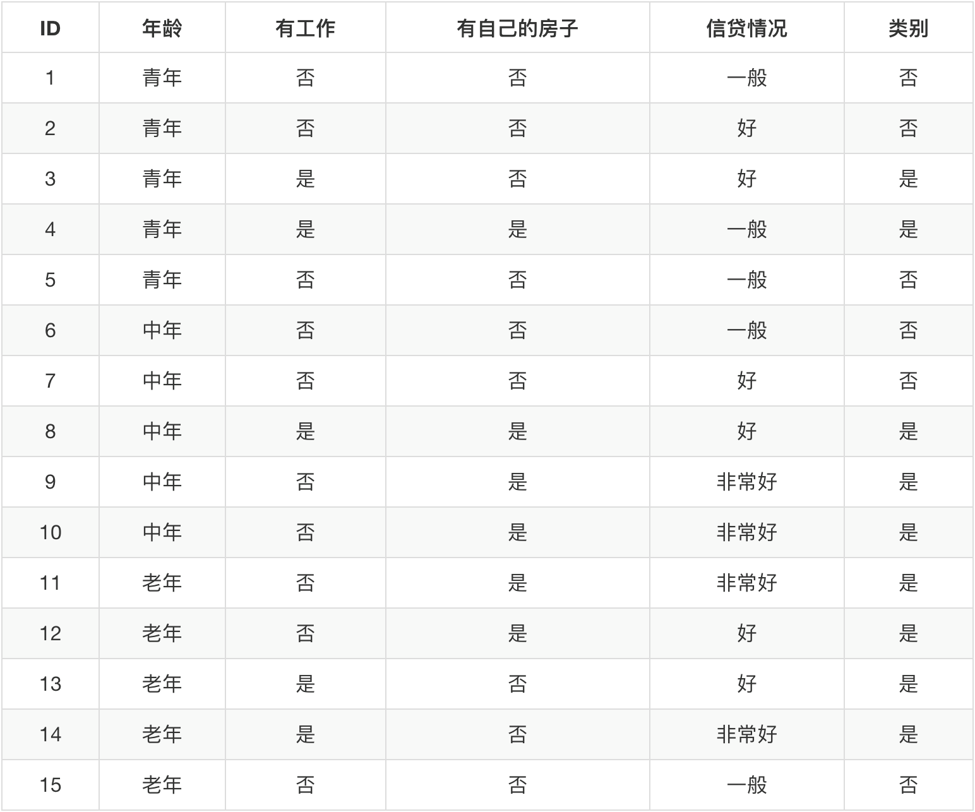 ID 年龄 有工作 有自己的房子 信贷情况 类别
1 青年 否 否 一般 否
2 青年 否 否 好 否
3 青年 是 否 好 是
4 青年 是 是 一般 是
5 青年 否 否 一般 否
6 中年 否 否 一般 否
7 中年 否 否 好 否
8 中年 是 是 好 是
9 中年 否 是 非常好 是
10 中年 否 是 非常好 是
11 老年 否 是 非常好 是
12 老年 否 是 好 是
13 老年 是 否 好 是
14 老年 是 否 非常好 是
15 老年 否 否 一般 否